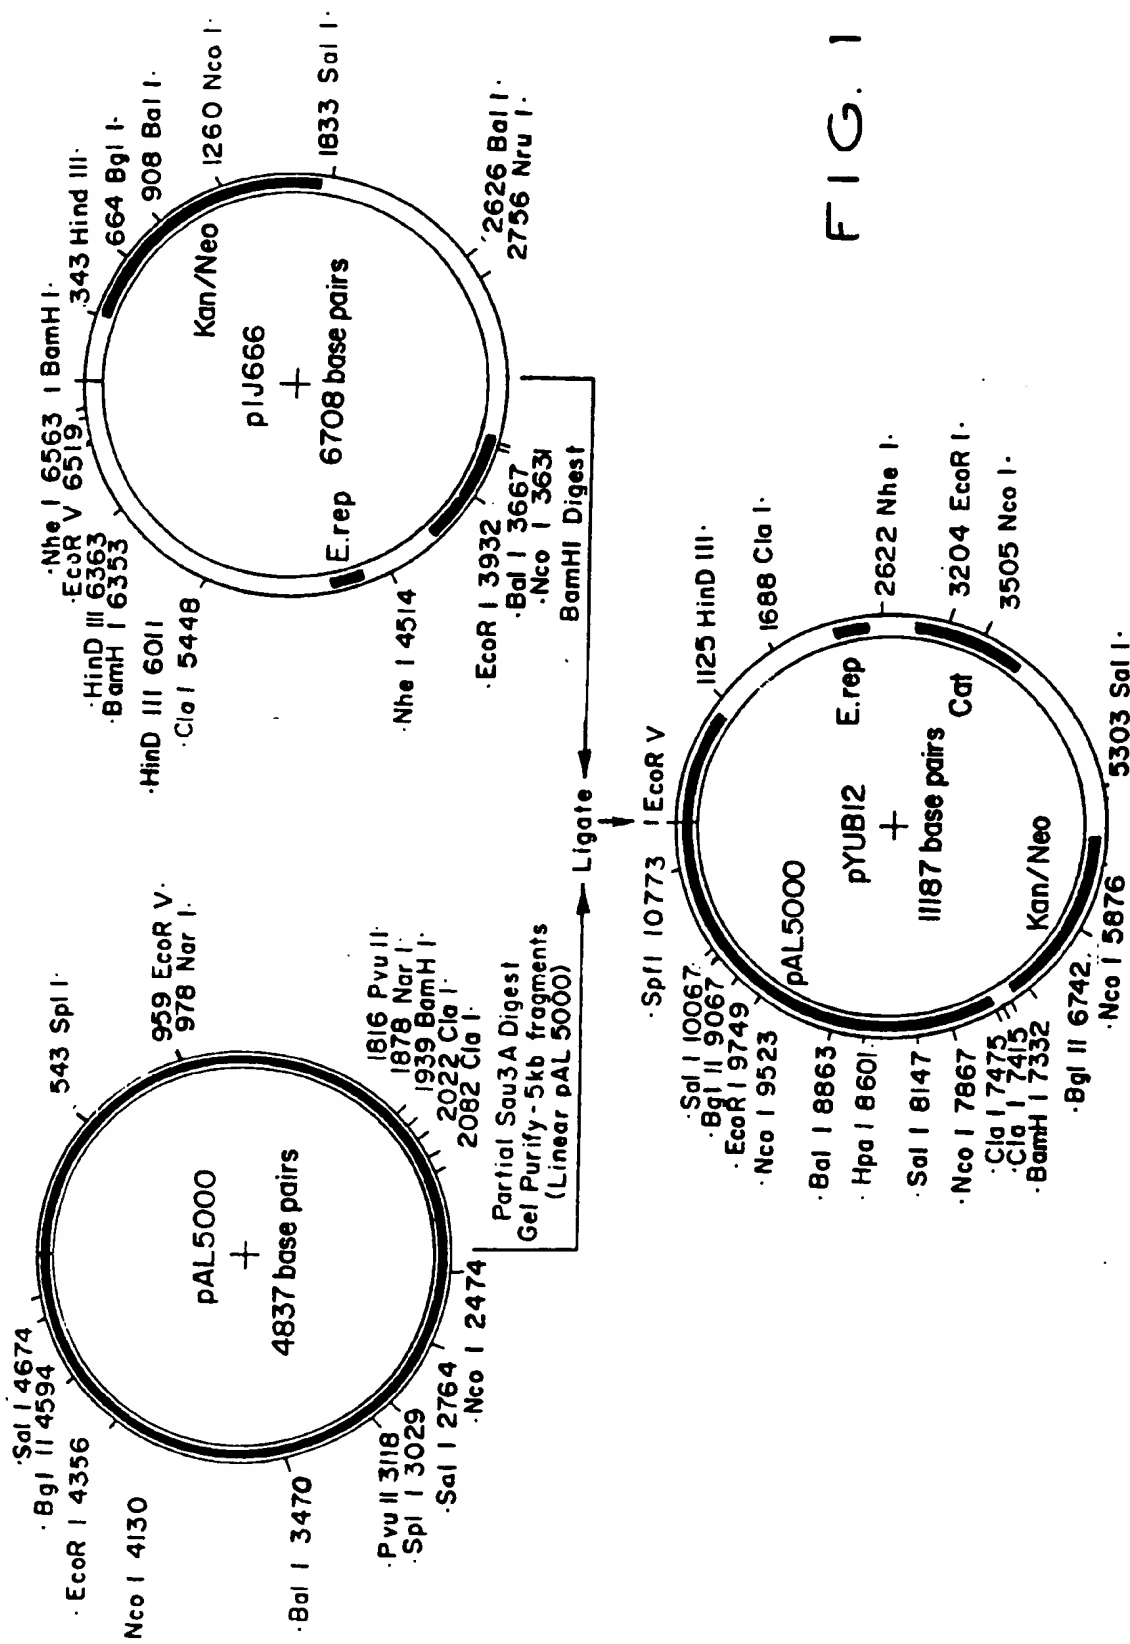 543 Spl I·
959 EcoR V·
978 Nar I·
1816 Pvu II·
1878 Nar I·
1939 BamH I·
2022 Cla I·
2082 Cla I·
·Sal I 4674
·Bgl II 4594
·EcoR I 4356
Nco I 4130
·Bal I 3470
·Pvu II 3118
·Spl I 3029
·Sal I 2764
·Nco I 2474
pAL5000
+
4837 base pairs
Partial Sau3A Digest
Gel Purify-5kb fragments
(Linear pAL 5000)
·Nhe I 6563
·EcoR V 6519
·HinD III 6363
·BamH I 6353
·HinD III 6011
·Cla I 5448
·Nhe I 4514
·EcoR I 3932
·Bal I 3667
·Nco I 3631
I BamH I·
343 Hind III·
664 Bgl I·
908 Bal I·
1260 Nco I·
1833 Sal I·
2626 Bal I·
2756 Nru I·
Kan/Neo
pIJ666
+
6708 base pairs
E.rep
BamHI Digest
Ligate
I EcoR V
·Spfl 10773
·Sal I 10067
·Bgl II 9067
·EcoR I 9749
·Nco I 9523
·Bal I 8863
·Hpa I 8601
·Sal I 8147
·Nco I 7867
·Cla I 7475
·Cla I 7415
·BamH I 7332
·Bgl II 6742
·Nco I 5876
1125 HinD III·
1688 Cla I·
2622 Nhe I·
3204 EcoR I·
3505 Nco I·
5303 Sal I·
pAL5000
E.rep
Cat
pYUB12
+
11187 base pairs
Kan/Neo
FIG. 1